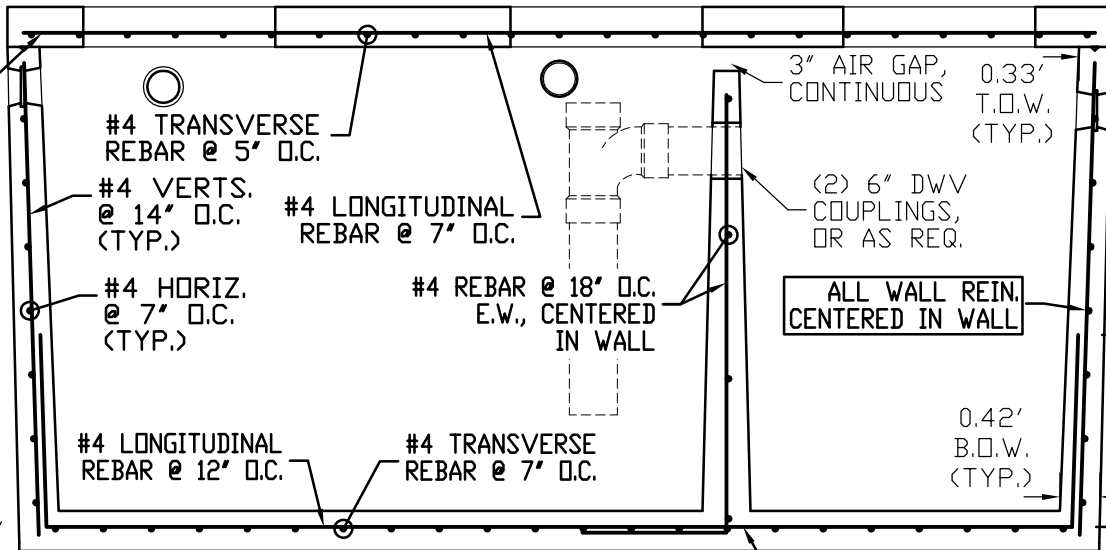 3" AIR GAP,
CONTINUOUS
0.33'
T.O.W.
(TYP.)
#4 TRANSVERSE
REBAR @ 5" O.C.
#4 VERTS.
@ 14" O.C.
(TYP.)
#4 LONGITUDINAL
REBAR @ 7" O.C.
(2) 6" DWV
COUPLINGS,
OR AS REQ.
#4 HORIZ.
@ 7" O.C.
(TYP.)
#4 REBAR @ 18" O.C.
E.W., CENTERED
IN WALL
ALL WALL REIN.
CENTERED IN WALL
#4 LONGITUDINAL
REBAR @ 12" O.C.
#4 TRANSVERSE
REBAR @ 7" O.C.
0.42'
B.O.W.
(TYP.)